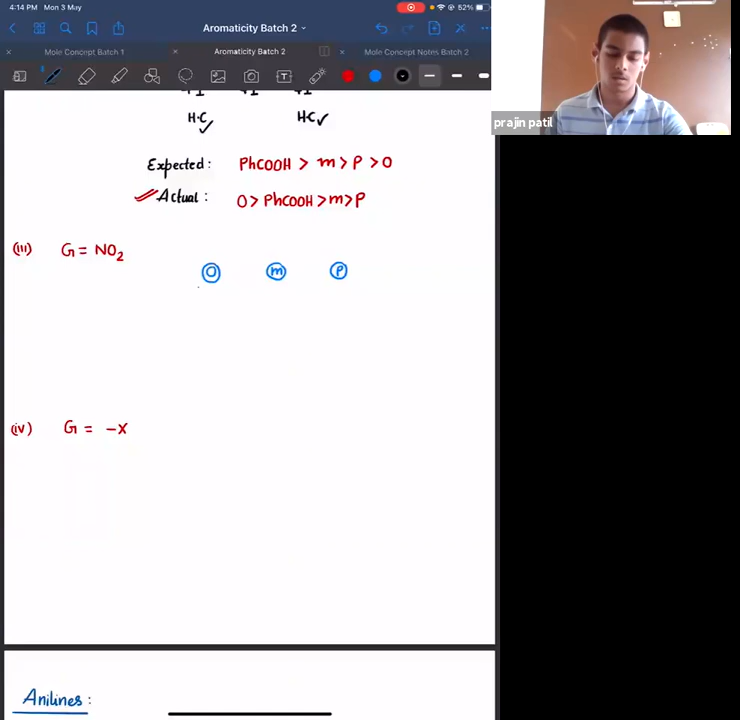 4:14 PM Mon 3 May
52%
Aromaticity Batch 2
Mole Concept Batch 1
Aromaticity Batch 2
Mole Concept Notes Batch 2
+I +I +I
H·C ✓ H·C ✓
prajin patil
Expected: PhCOOH > m > P > O
Actual: O > PhCOOH > m > P
(iii) G = NO2
O m P
(iv) G = -X
Anilines: